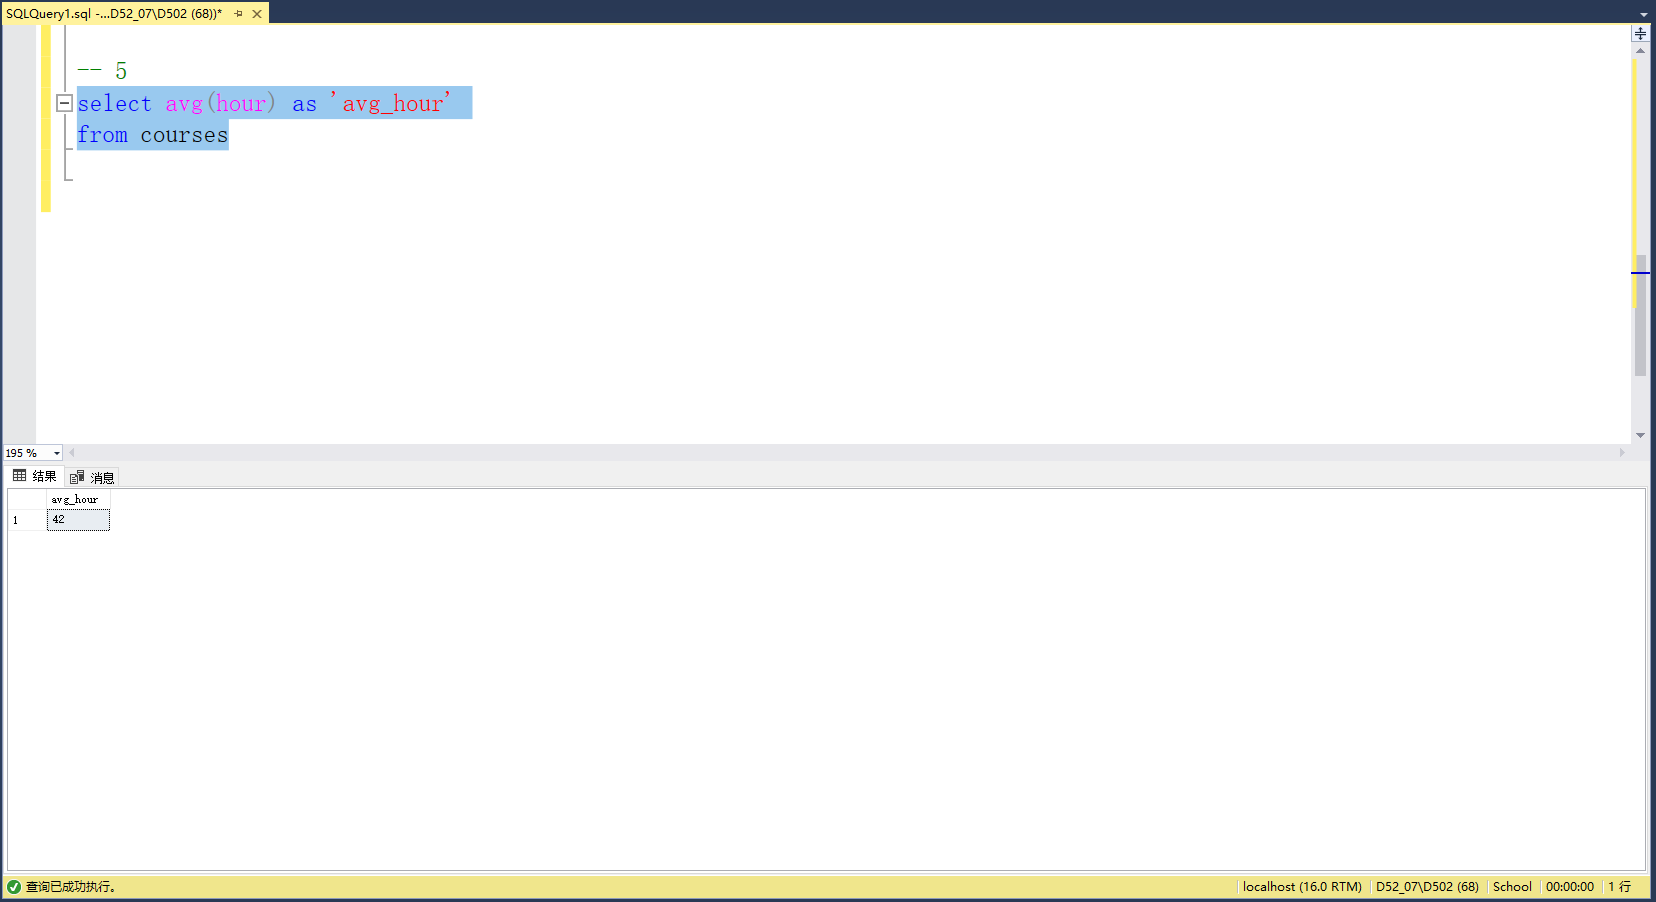 SQLQuery1.sql -...D52_07\D502 (68))*
-- 5
select avg(hour) as 'avg_hour'
from courses
195 %
结果 消息
avg_hour
1 42
查询已成功执行。 localhost (16.0 RTM) D52_07\D502 (68) School 00:00:00 1 行